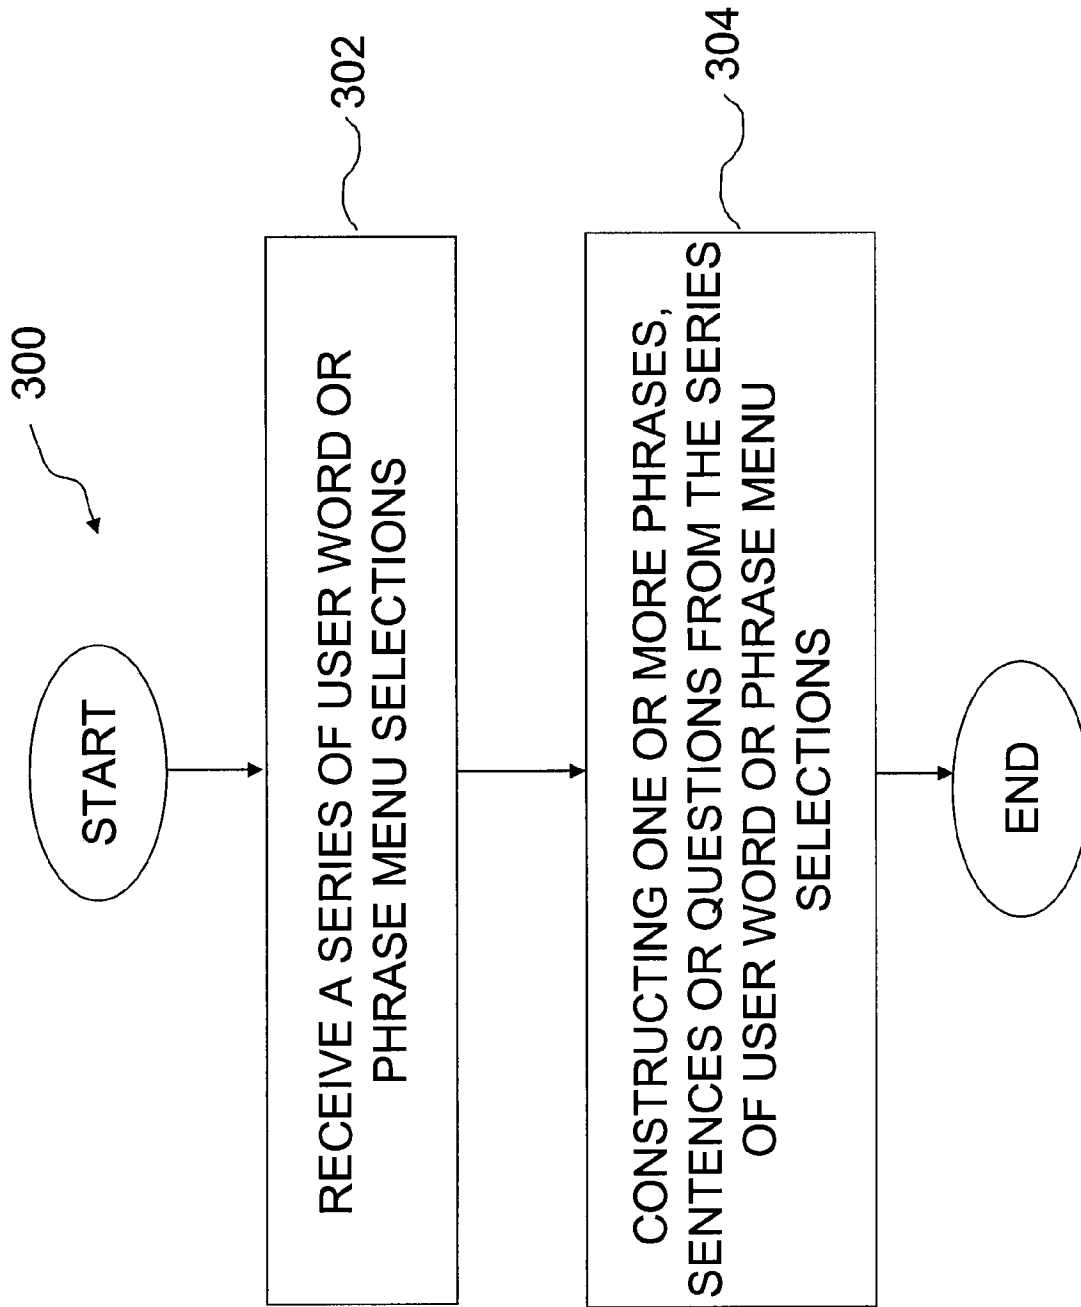 300
START
RECEIVE A SERIES OF USER WORD OR
PHRASE MENU SELECTIONS
302
CONSTRUCTING ONE OR MORE PHRASES,
SENTENCES OR QUESTIONS FROM THE SERIES
OF USER WORD OR PHRASE MENU
SELECTIONS
304
END